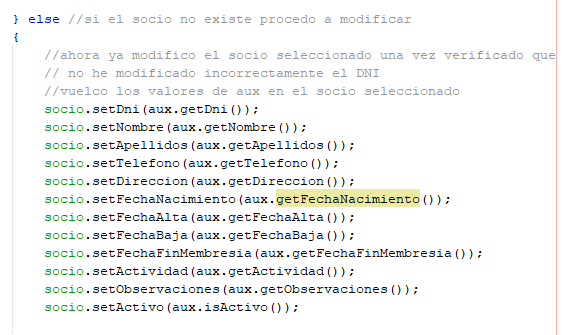 } else //si el socio no existe procedo a modificar
{
//ahora ya modifico el socio seleccionado una vez verificado que
// no he modificado incorrectamente el DNI
//vuelco los valores de aux en el socio seleccionado
socio.setDni(aux.getDni());
socio.setNombre(aux.getNombre());
socio.setApellidos(aux.getApellidos());
socio.setTelefono(aux.getTelefono());
socio.setDireccion(aux.getDireccion());
socio.setFechaNacimiento(aux.getFechaNacimiento());
socio.setFechaAlta(aux.getFechaAlta());
socio.setFechaBaja(aux.getFechaBaja());
socio.setFechaFinMembresia(aux.getFechaFinMembresia());
socio.setActividad(aux.getActividad());
socio.setObservaciones(aux.getObservaciones());
socio.setActivo(aux.isActivo());